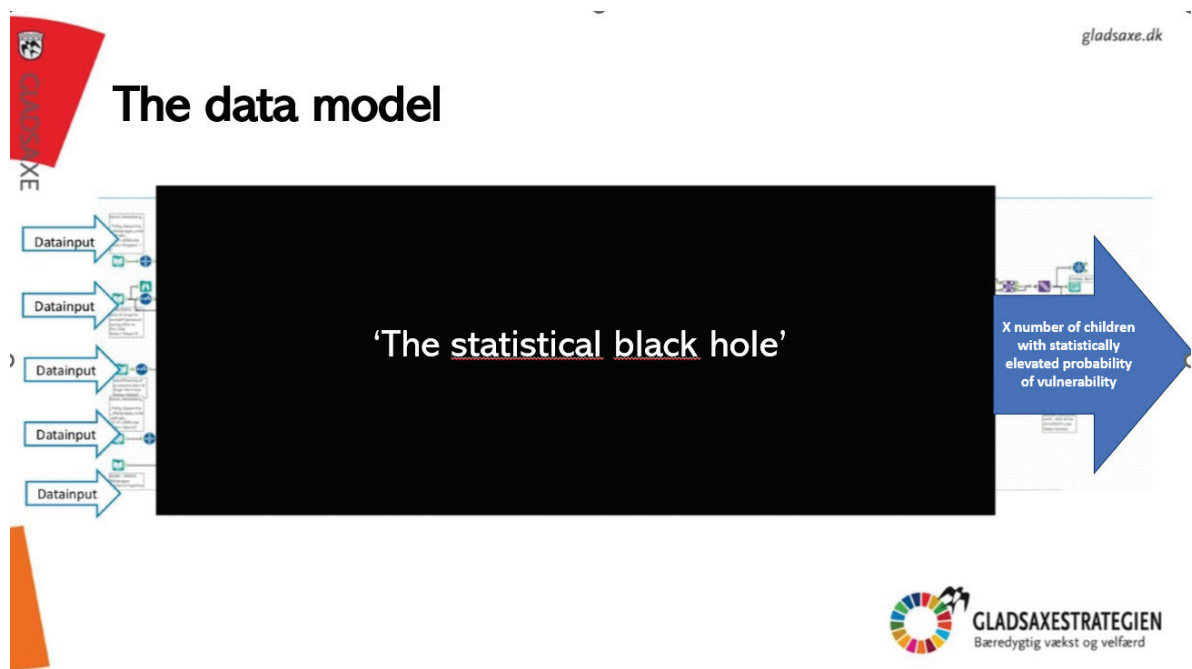 gladsaxe.dk
GLADSAXE
The data model
Datainput
Datainput
Datainput
Datainput
Datainput
‘The statistical black hole’
X number of children
with statistically
elevated probability
of vulnerability
GLADSAXESTRATEGIEN
Bæredygtig vækst og velfærd